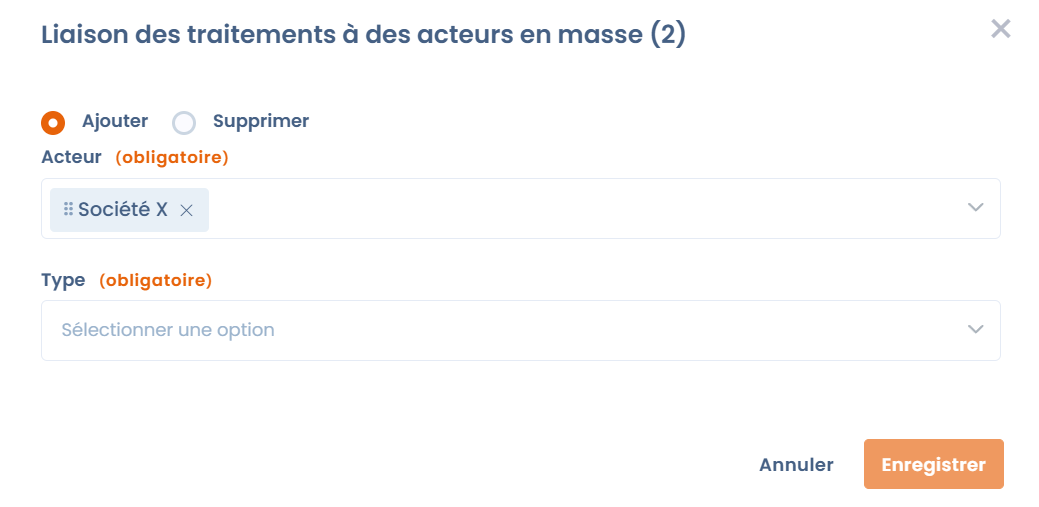 Liaison des traitements à des acteurs en masse (2)
Ajouter Supprimer
Acteur (obligatoire)
Société X
Type (obligatoire)
Sélectionner une option
Annuler Enregistrer